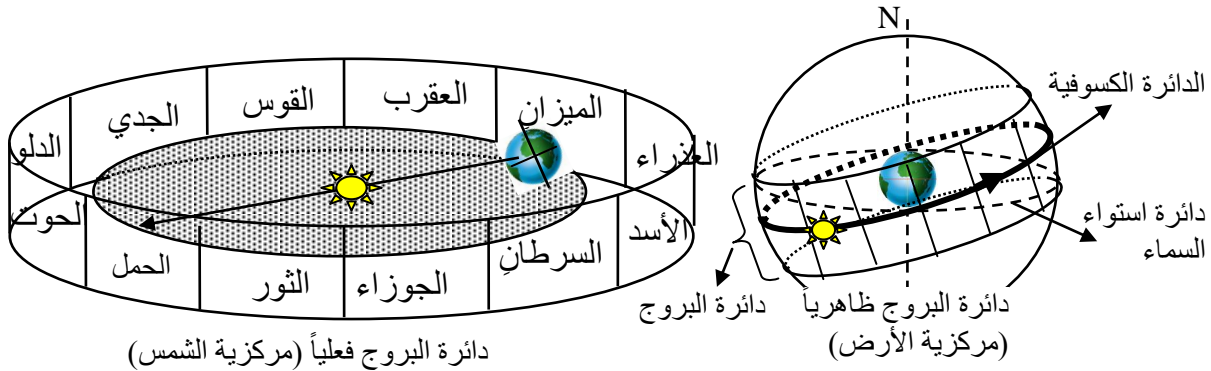 N
الدائرة الكسوفية
دائرة استواء
السماء
دائرة البروج
دائرة البروج ظاهرياً
(مركزية الأرض)
العذراء
الميزان
العقرب
القوس
الجدي
الدلو
الحوت
الحمل
الثور
الجوزاء
السرطانِ
الأسد
دائرة البروج فعلياً (مركزية الشمس)